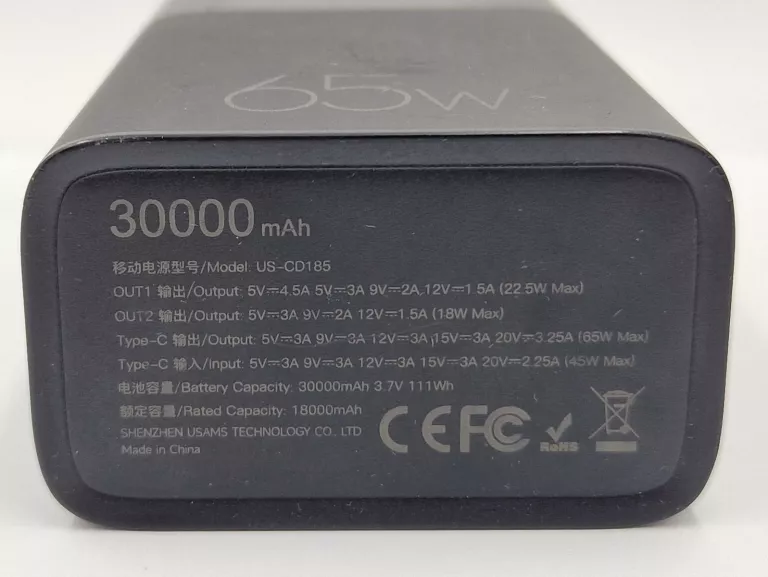 65W
30000 mAh
移动电源型号/Model: US-CD185
OUT1 输出/Output: 5V⎓4.5A 5V⎓3A 9V⎓2A 12V⎓1.5A (22.5W Max)
OUT2 输出/Output: 5V⎓3A 9V⎓2A 12V⎓1.5A (18W Max)
Type-C 输出/Output: 5V⎓3A 9V⎓3A 12V⎓3A 15V⎓3A 20V⎓3.25A (65W Max)
Type-C 输入/Input: 5V⎓3A 9V⎓3A 12V⎓3A 15V⎓3A 20V⎓2.25A (45W Max)
电池容量/Battery Capacity: 30000mAh 3.7V 111Wh
额定容量/Rated Capacity: 18000mAh
SHENZHEN USAMS TECHNOLOGY CO., LTD
Made in China
CE FC RoHS